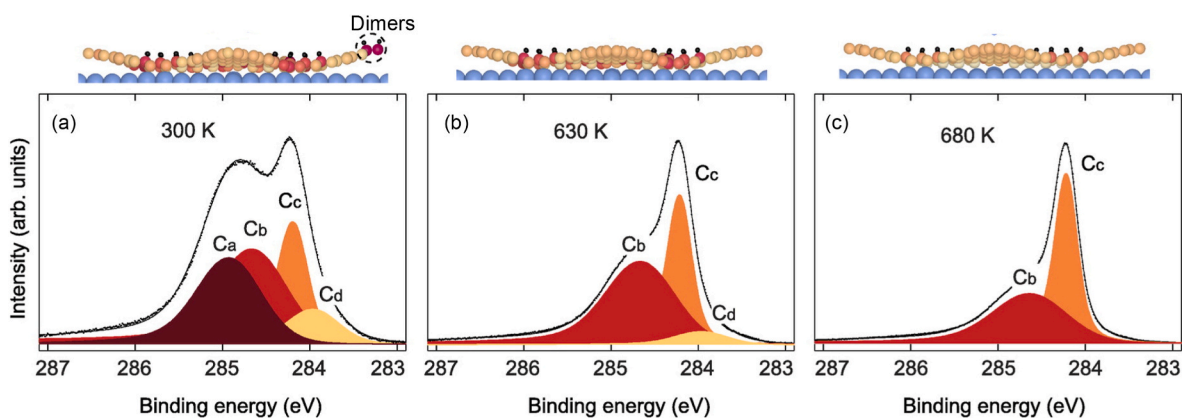 Dimers
(a)
300 K
Ca
Cb
Cc
Cd
287
286
285
284
283
Binding energy (eV)
Intensity (arb. units)
(b)
630 K
Cb
Cc
Cd
287
286
285
284
283
Binding energy (eV)
(c)
680 K
Cb
Cc
287
286
285
284
283
Binding energy (eV)